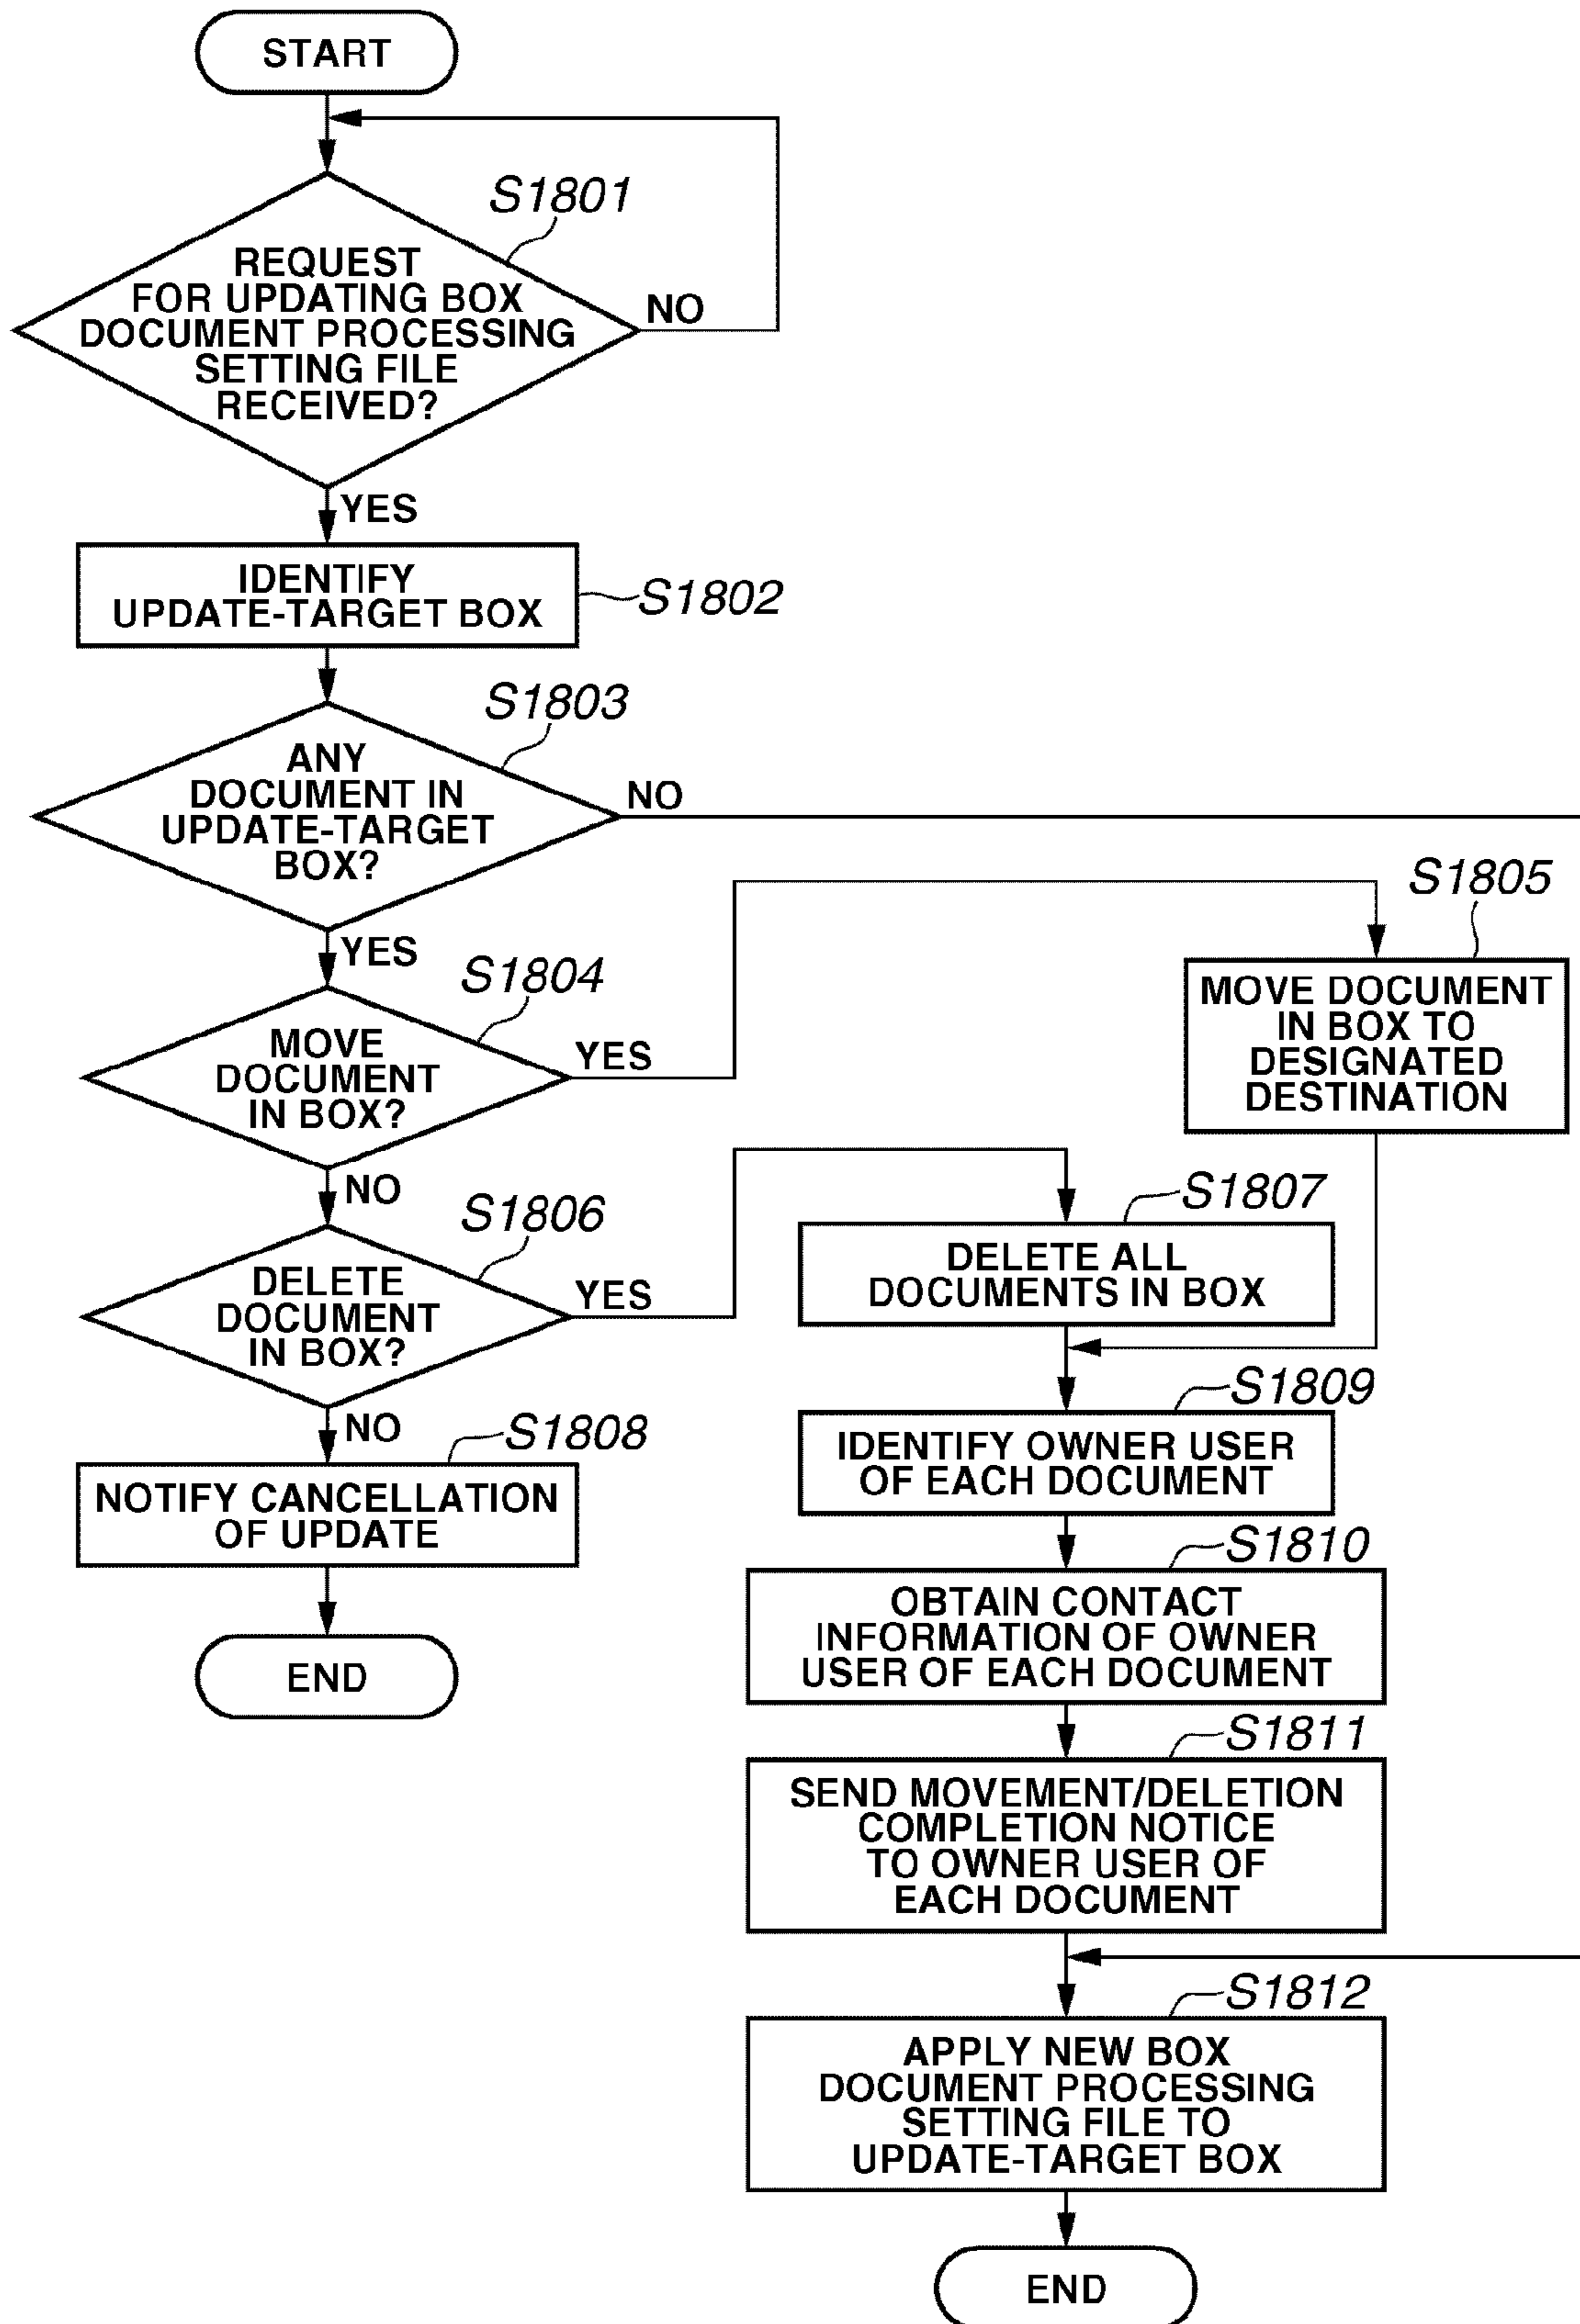 START
S1801
REQUEST
FOR UPDATING BOX
DOCUMENT PROCESSING
SETTING FILE
RECEIVED?
NO
YES
IDENTIFY
UPDATE-TARGET BOX
S1802
S1803
ANY
DOCUMENT IN
UPDATE-TARGET
BOX?
NO
YES
S1804
MOVE
DOCUMENT
IN BOX?
YES
S1805
MOVE DOCUMENT
IN BOX TO
DESIGNATED
DESTINATION
NO
S1806
DELETE
DOCUMENT
IN BOX?
YES
S1807
DELETE ALL
DOCUMENTS IN BOX
NO
S1808
NOTIFY CANCELLATION
OF UPDATE
END
S1809
IDENTIFY OWNER USER
OF EACH DOCUMENT
S1810
OBTAIN CONTACT
INFORMATION OF OWNER
USER OF EACH DOCUMENT
S1811
SEND MOVEMENT/DELETION
COMPLETION NOTICE
TO OWNER USER OF
EACH DOCUMENT
S1812
APPLY NEW BOX
DOCUMENT PROCESSING
SETTING FILE TO
UPDATE-TARGET BOX
END